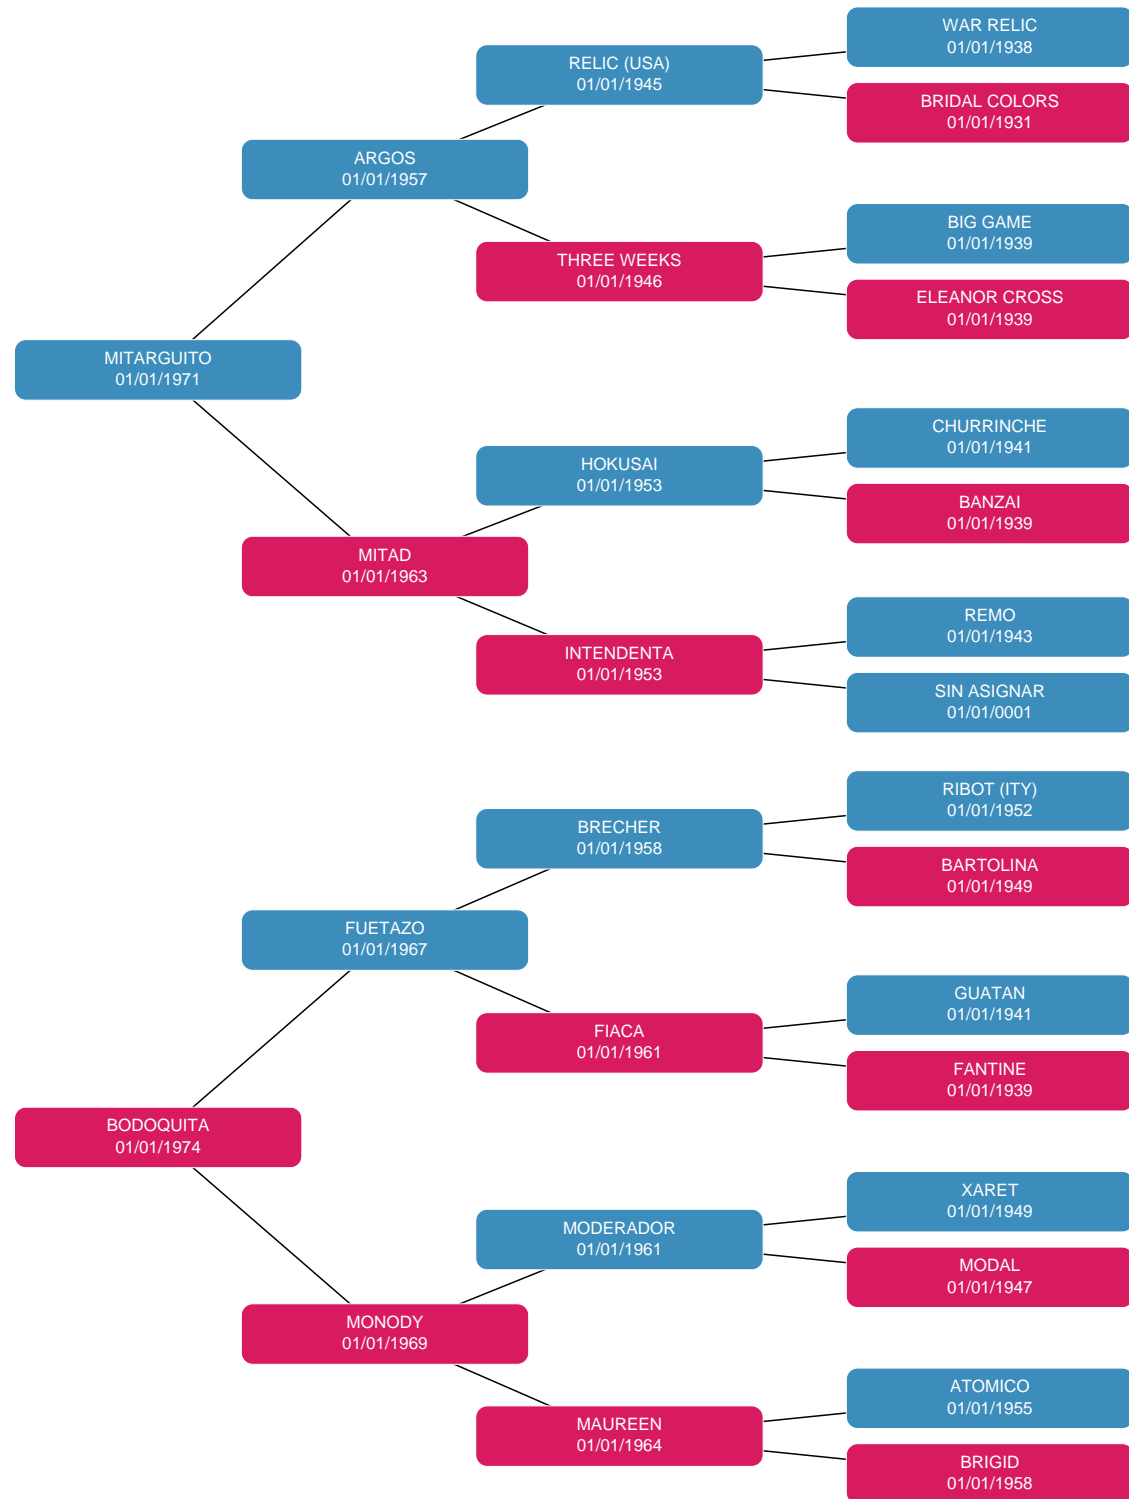 WAR RELIC
01/01/1938
RELIC (USA)
01/01/1945
BRIDAL COLORS
01/01/1931
ARGOS
01/01/1957
BIG GAME
01/01/1939
THREE WEEKS
01/01/1946
ELEANOR CROSS
01/01/1939
MITARGUITO
01/01/1971
CHURRINCHE
01/01/1941
HOKUSAI
01/01/1953
BANZAI
01/01/1939
MITAD
01/01/1963
REMO
01/01/1943
INTENDENTA
01/01/1953
SIN ASIGNAR
01/01/0001
RIBOT (ITY)
01/01/1952
BRECHER
01/01/1958
BARTOLINA
01/01/1949
FUETAZO
01/01/1967
GUATAN
01/01/1941
FIACA
01/01/1961
FANTINE
01/01/1939
BODOQUITA
01/01/1974
XARET
01/01/1949
MODERADOR
01/01/1961
MODAL
01/01/1947
MONODY
01/01/1969
ATOMICO
01/01/1955
MAUREEN
01/01/1964
BRIGID
01/01/1958